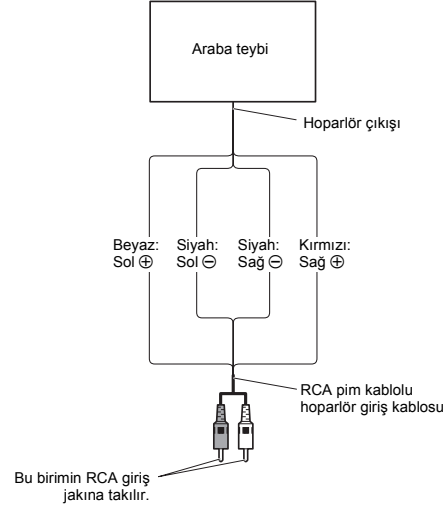 Araba teybi
Hoparlör çıkışı
Beyaz:
Sol ⊕
Siyah:
Sol ⊖
Siyah:
Sağ ⊖
Kırmızı:
Sağ ⊕
RCA pim kablolu
hoparlör giriş kablosu
Bu birimin RCA giriş
jakına takılır.